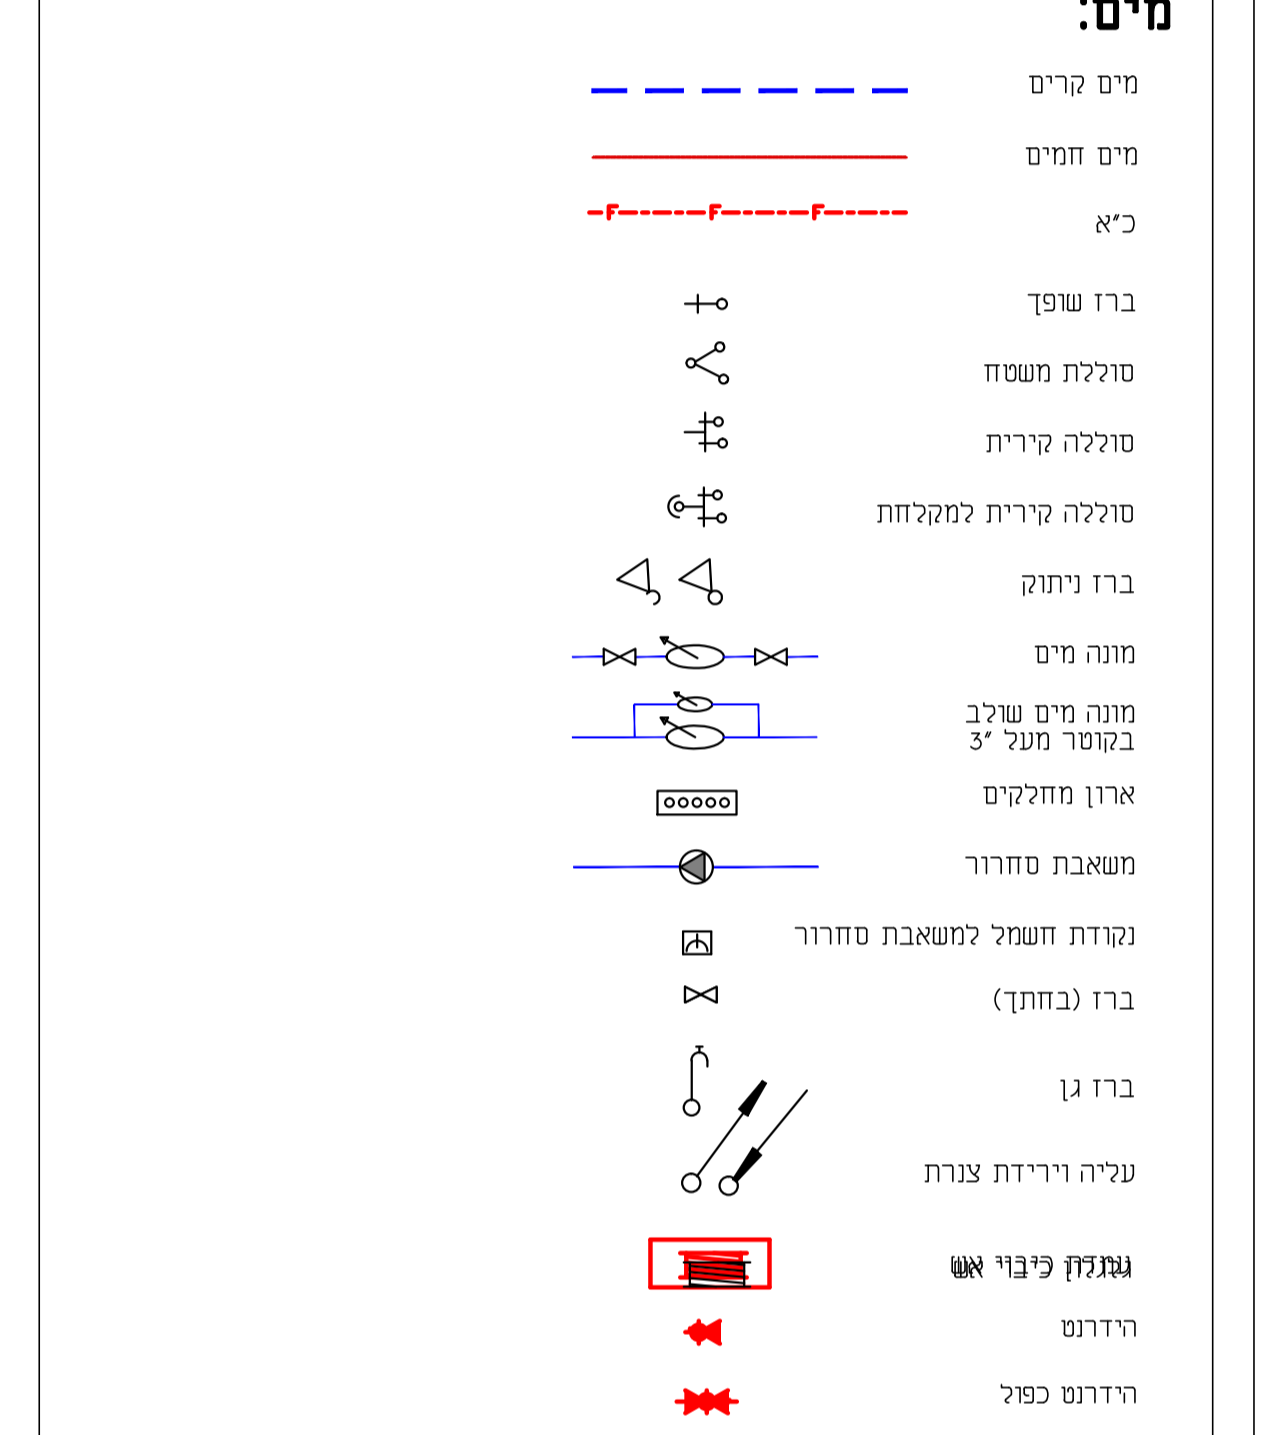 מים:
מים קרים
מים חמים
F F F
כ"א
ברז שופך
סוללת משטח
סוללה קירית
סוללה קירית למקלחת
ברז ניתוק
מונה מים
מונה מים שולב
בקוטר מעל 3"
ארון מחלקים
משאבת סחרור
נקודת חשמל למשאבת סחרור
ברז (בחתך)
ברז גן
עליה וירידת צנרת
כיבוי אש
הידרנט
הידרנט כפול